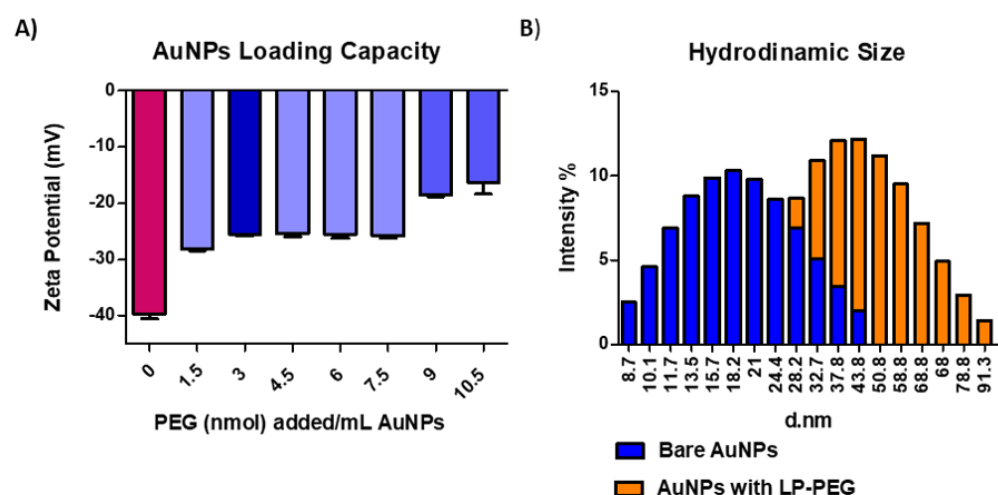 A)
AuNPs Loading Capacity
0
-10
-20
-30
-40
Zeta Potential (mV)
0 1.5 3 4.5 6 7.5 9 10.5
PEG (nmol) added/mL AuNPs
B)
Hydrodinamic Size
15
10
5
0
Intensity %
8.7 10.1 11.7 13.5 15.7 18.2 21 24.4 28.2 32.7 37.8 43.8 50.8 58.8 68.8 68 78.8 91.3
d.nm
Bare AuNPs
AuNPs with LP-PEG